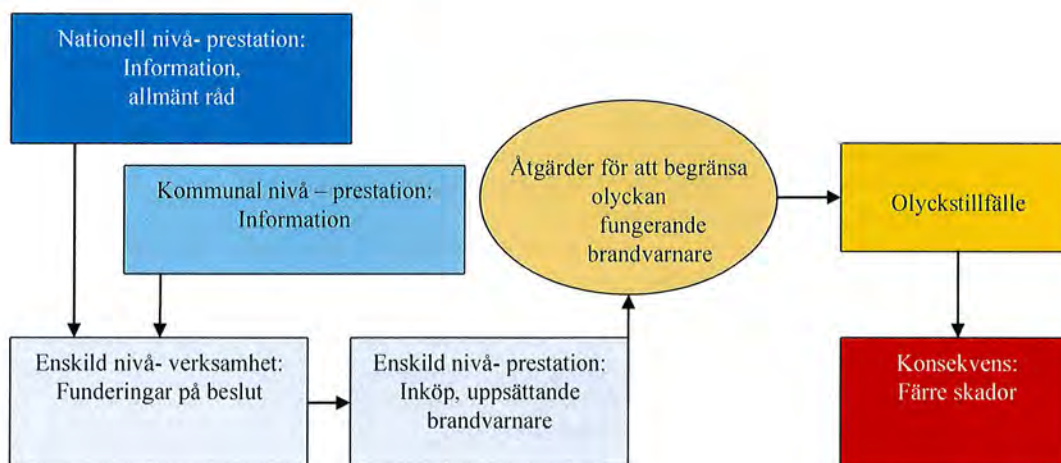 Nationell nivå- prestation:
Information,
allmänt råd
Kommunal nivå – prestation:
Information
Enskild nivå- verksamhet:
Funderingar på beslut
Enskild nivå- prestation:
Inköp, uppsättande
brandvarnare
Åtgärder för att begränsa
olyckan
fungerande
brandvarnare
Olyckstillfälle
Konsekvens:
Färre skador